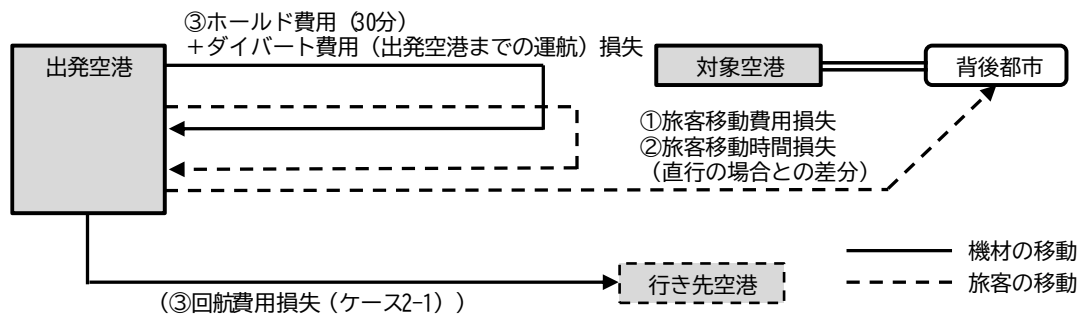 ③ホールド費用（30分）
＋ダイバート費用（出発空港までの運航）損失
出発空港
対象空港
背後都市
①旅客移動費用損失
②旅客移動時間損失
（直行の場合との差分）
機材の移動
旅客の移動
行き先空港
（③回航費用損失（ケース2-1））